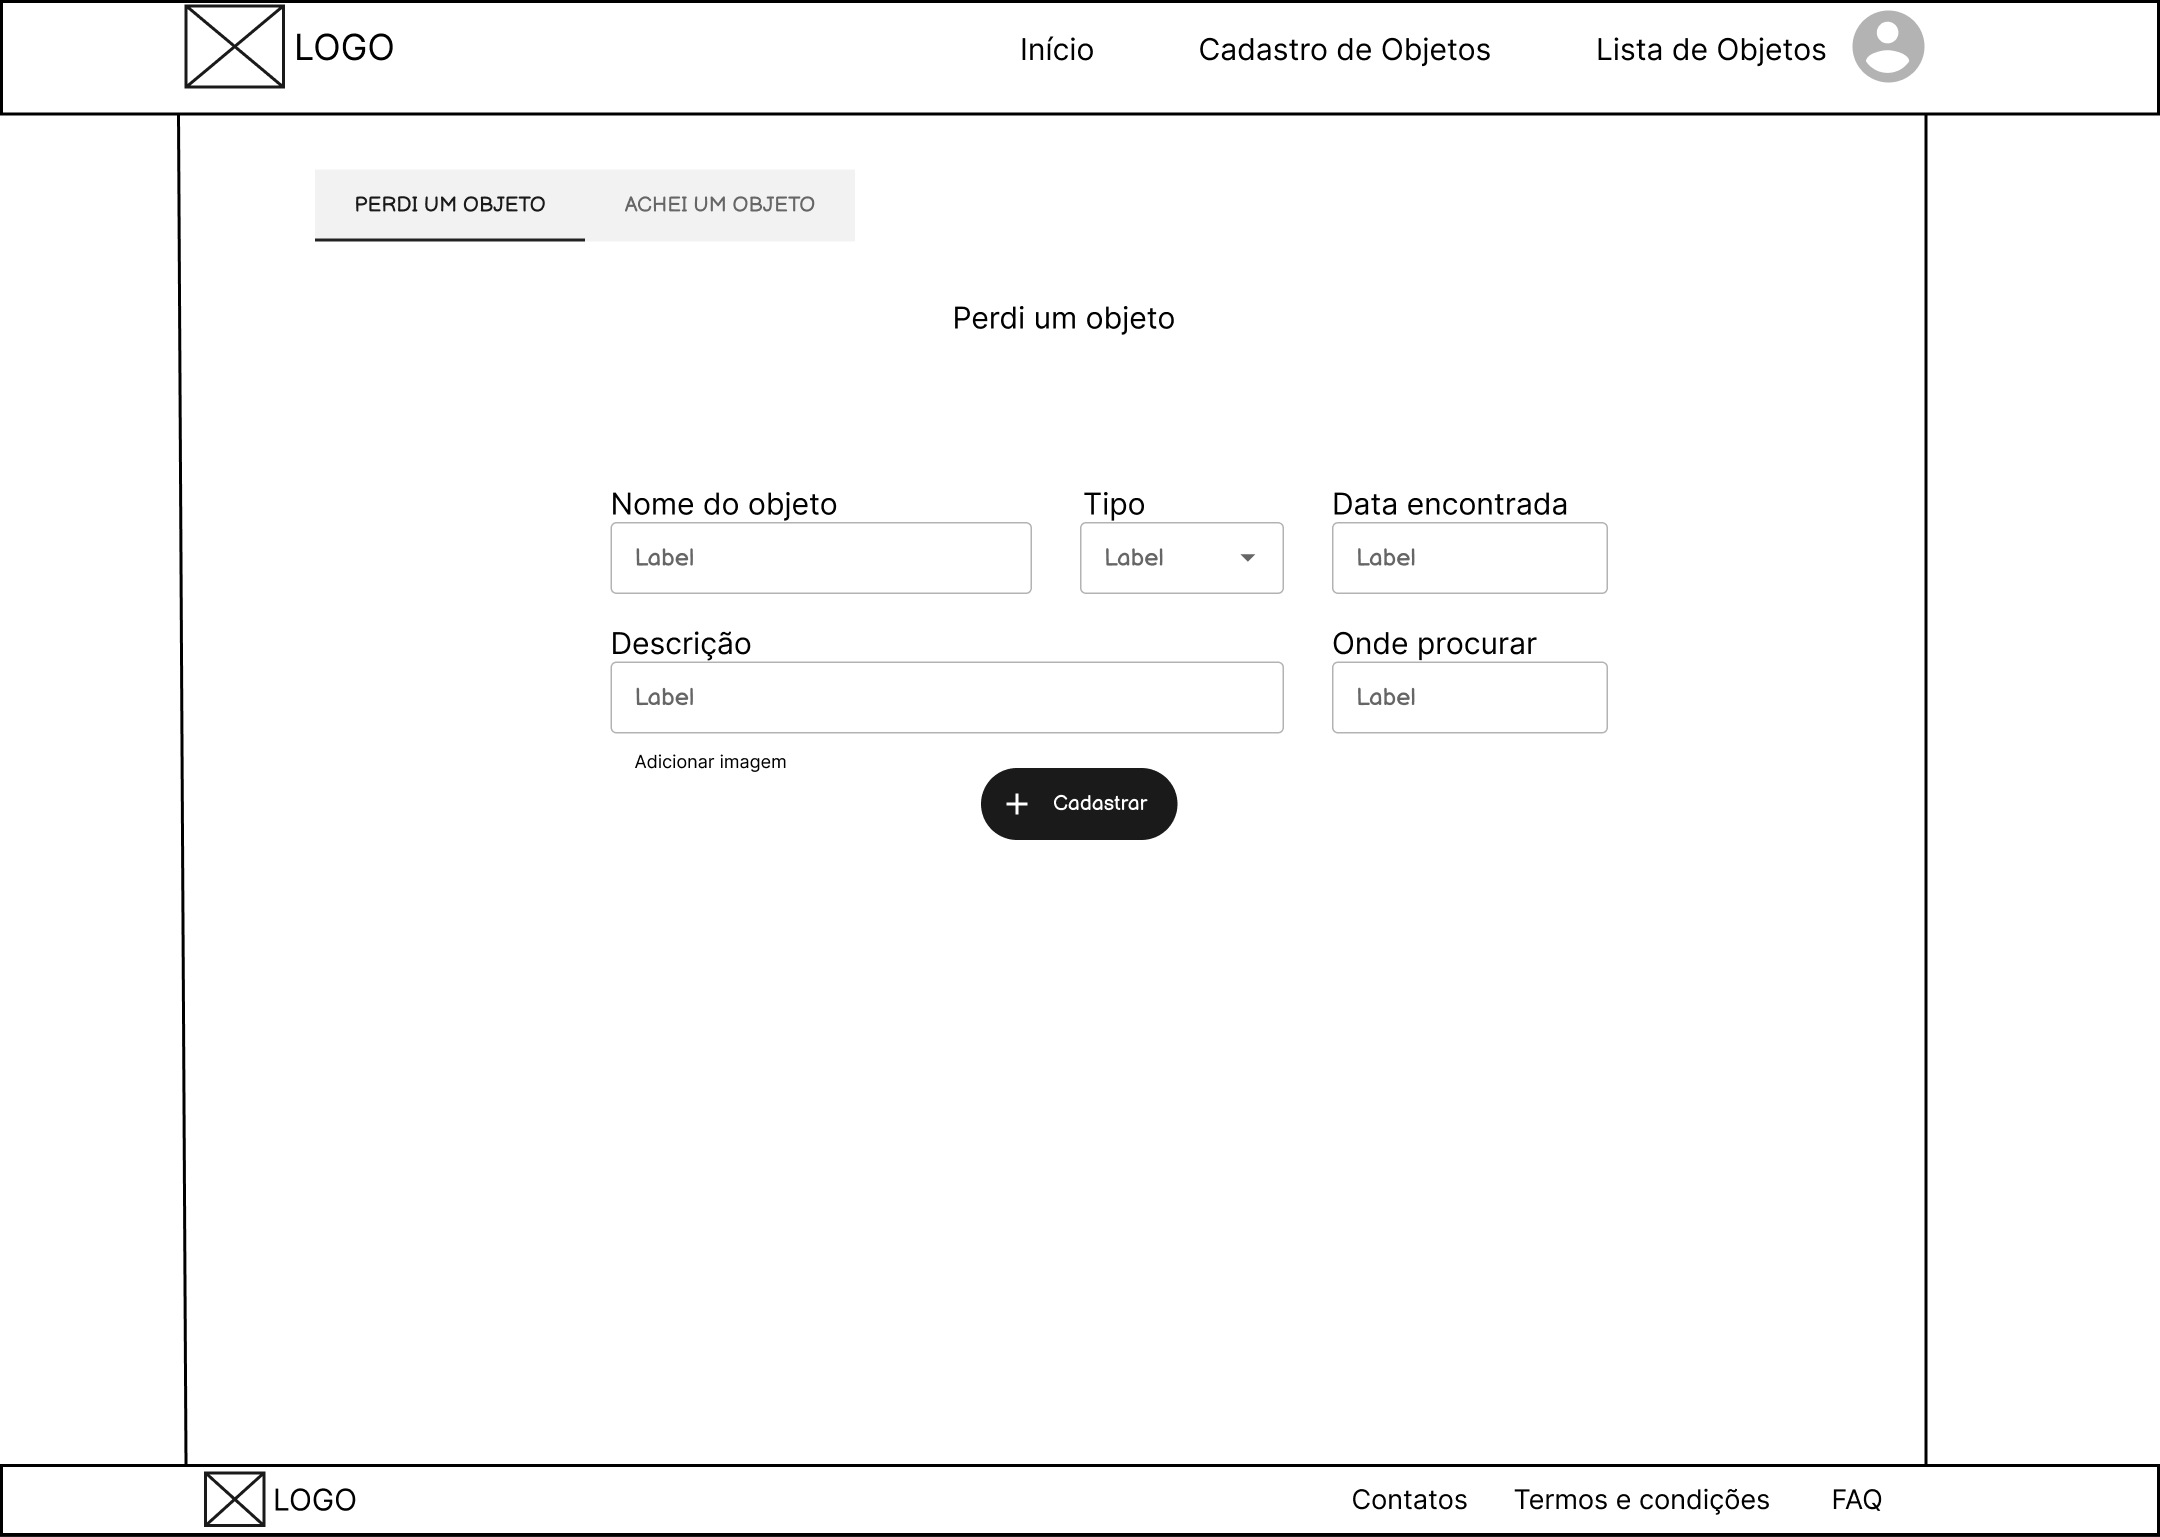 LOGO
Início Cadastro de Objetos Lista de Objetos
PERDI UM OBJETO ACHEI UM OBJETO
Perdi um objeto
Nome do objeto Tipo Data encontrada
Label Label Label
Descrição Onde procurar
Label Label
Adicionar imagem
Cadastrar
LOGO
Contatos Termos e condições FAQ